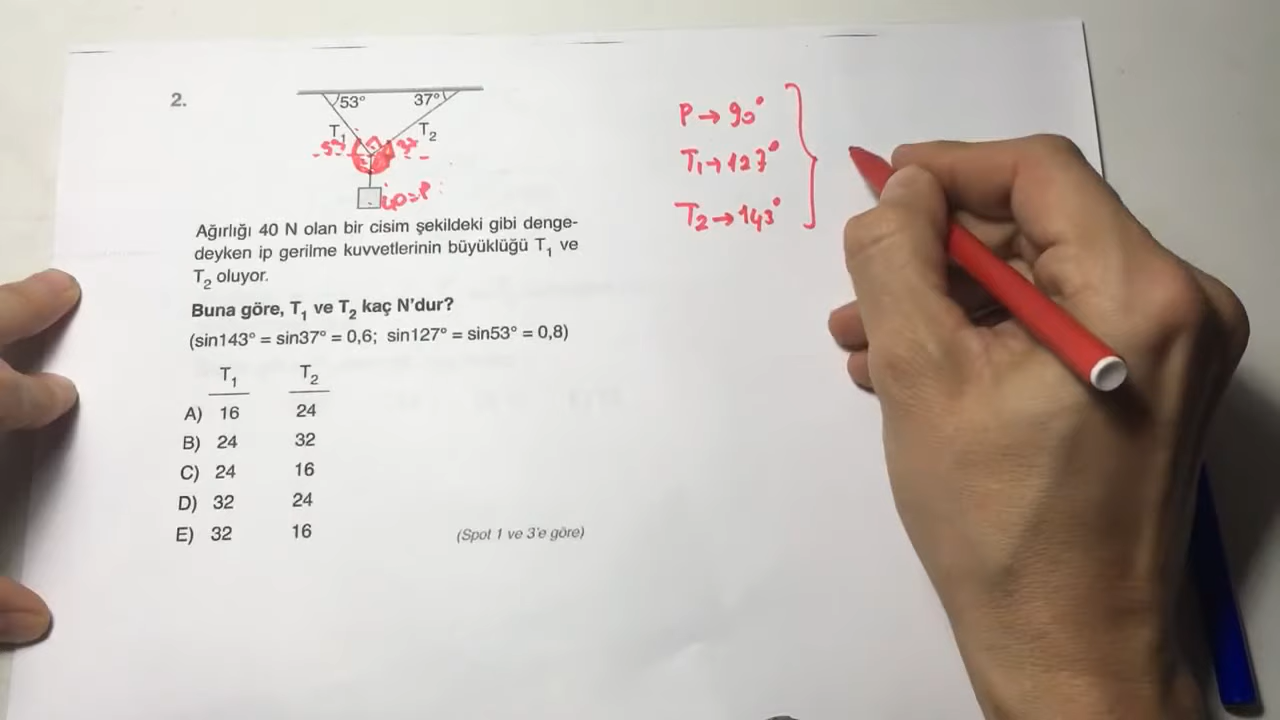 2.
53° 37°
T₁ T₂
53° 37
40=P
P → 90°
T₁ → 127°
T₂ → 143°
Ağırlığı 40 N olan bir cisim şekildeki gibi denge-
deyken ip gerilme kuvvetlerinin büyüklüğü T₁ ve
T₂ oluyor.
Buna göre, T₁ ve T₂ kaç N'dur?
(sin143° = sin37° = 0,6; sin127° = sin53° = 0,8)
T₁ T₂
A) 16 24
B) 24 32
C) 24 16
D) 32 24
E) 32 16
(Spot 1 ve 3'e göre)